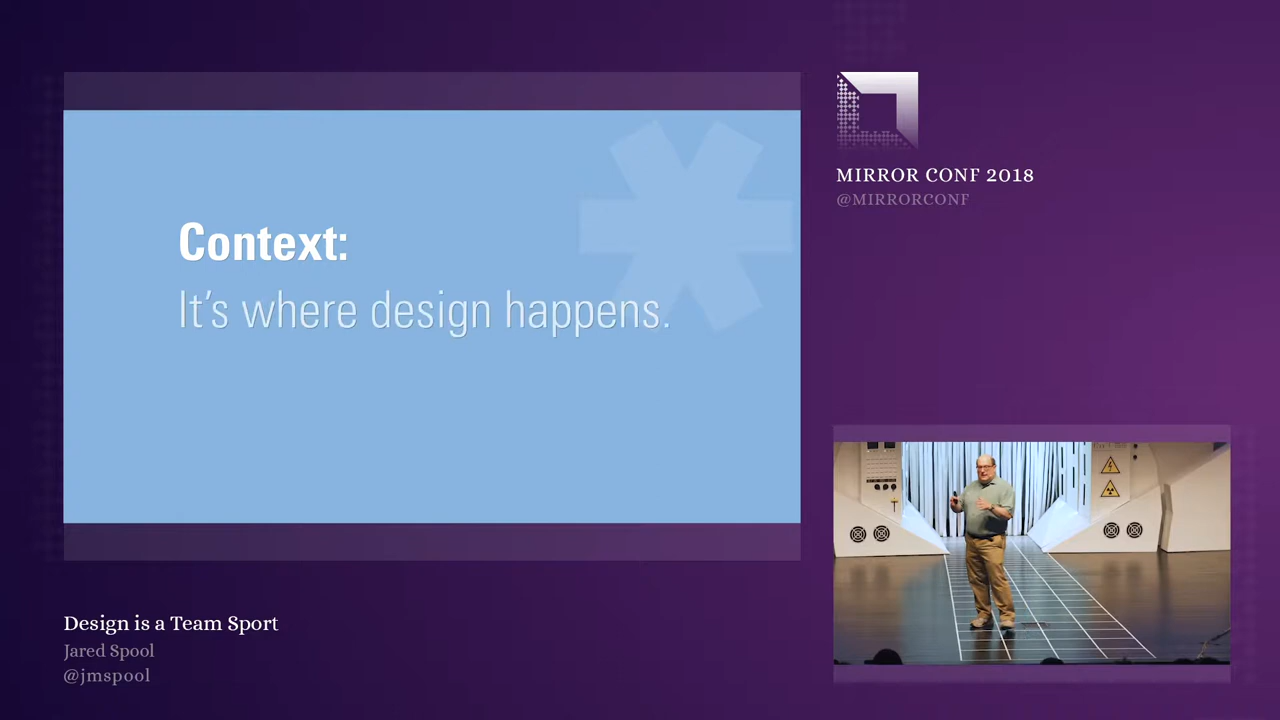 Context:
It's where design happens.
MIRROR CONF 2018
@MIRRORCONF
Design is a Team Sport
Jared Spool
@jmspool